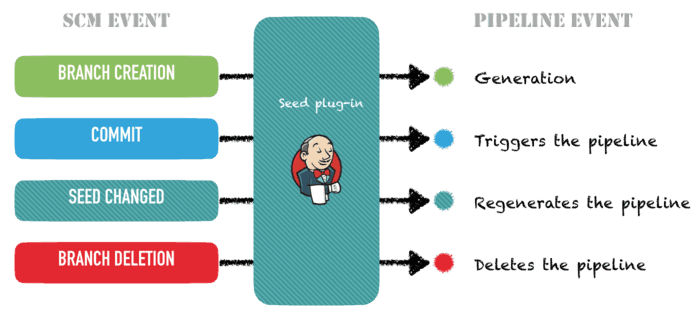 SCM EVENT
PIPELINE EVENT
BRANCH CREATION
Seed plug-in
Generation
COMMIT
Triggers the pipeline
SEED CHANGED
Regenerates the pipeline
BRANCH DELETION
Deletes the pipeline